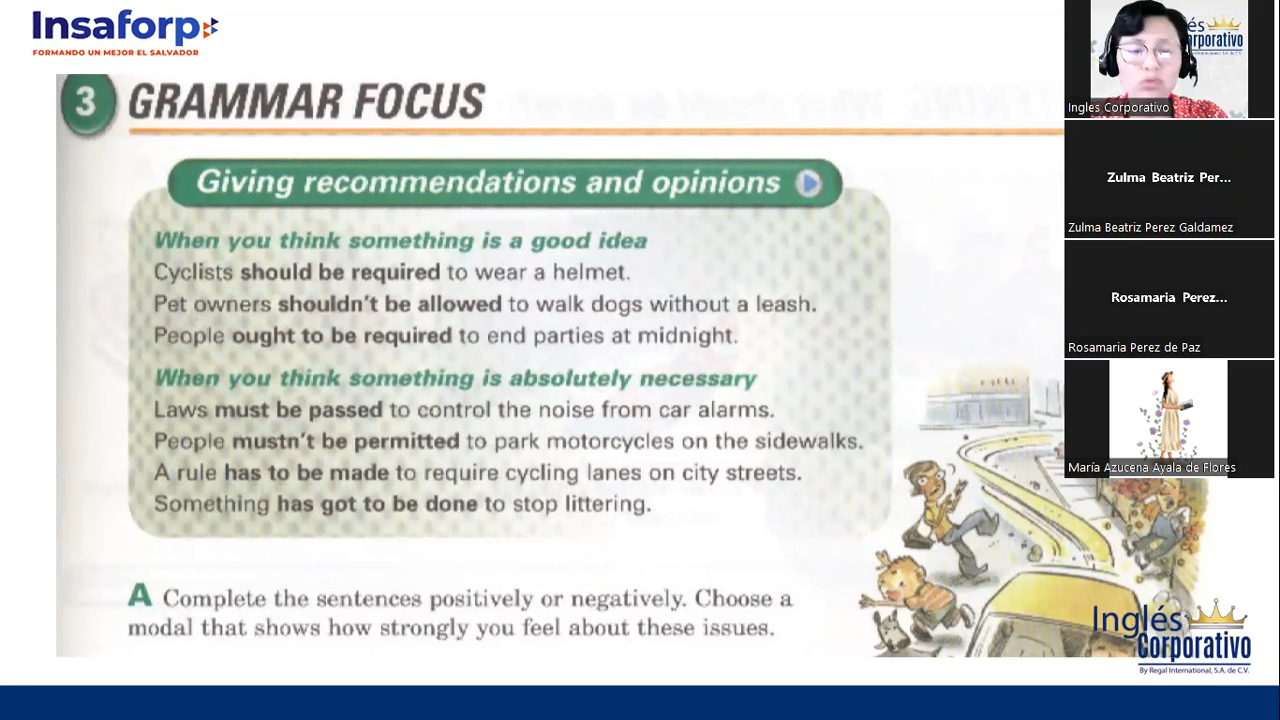 Insaforp
FORMANDO UN MEJOR EL SALVADOR
3 GRAMMAR FOCUS
Giving recommendations and opinions
When you think something is a good idea
Cyclists should be required to wear a helmet.
Pet owners shouldn't be allowed to walk dogs without a leash.
People ought to be required to end parties at midnight.
When you think something is absolutely necessary
Laws must be passed to control the noise from car alarms.
People mustn't be permitted to park motorcycles on the sidewalks.
A rule has to be made to require cycling lanes on city streets.
Something has got to be done to stop littering.
A Complete the sentences positively or negatively. Choose a
modal that shows how strongly you feel about these issues.
Ingles Corporativo
Zulma Beatriz Per...
Zulma Beatriz Perez Galdamez
Rosamaria Perez...
Rosamaria Perez de Paz
María Azucena Ayala de Flores
Inglés
Corporativo
By Regal International, S.A. de C.V.